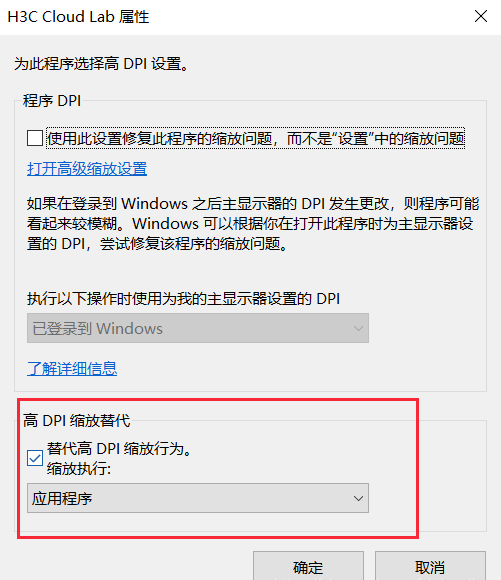 H3C Cloud Lab 属性
为此程序选择高 DPI 设置。
程序 DPI
使用此设置修复此程序的缩放问题，而不是“设置”中的缩放问题
打开高级缩放设置
如果在登录到 Windows 之后主显示器的 DPI 发生更改，则程序可能
看起来较模糊。Windows 可以根据你在打开此程序时为主显示器设
置的 DPI，尝试修复该程序的缩放问题。
执行以下操作时使用为我的主显示器设置的 DPI
已登录到 Windows
了解详细信息
高 DPI 缩放替代
替代高 DPI 缩放行为。
缩放执行:
应用程序
确定
取消